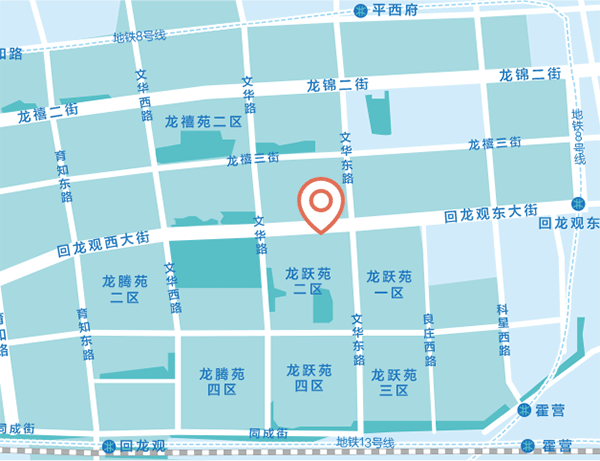 平西府
地铁8号线
和路
龙锦二街
龙锦二街
文华西路
文华路
龙禧二街
龙禧苑二区
地铁8号线
文华东路
龙禧三街
龙禧三街
育知东路
回龙观东大街
回龙观东
文华路
回龙观西大街
龙腾苑
二区
文华西路
龙跃苑
二区
龙跃苑
一区
育知东路
育知路
文华东路
良庄西路
科星西路
龙腾苑
四区
龙跃苑
四区
龙跃苑
三区
霍营
同成街
同成街
地铁13号线
回龙观
霍营